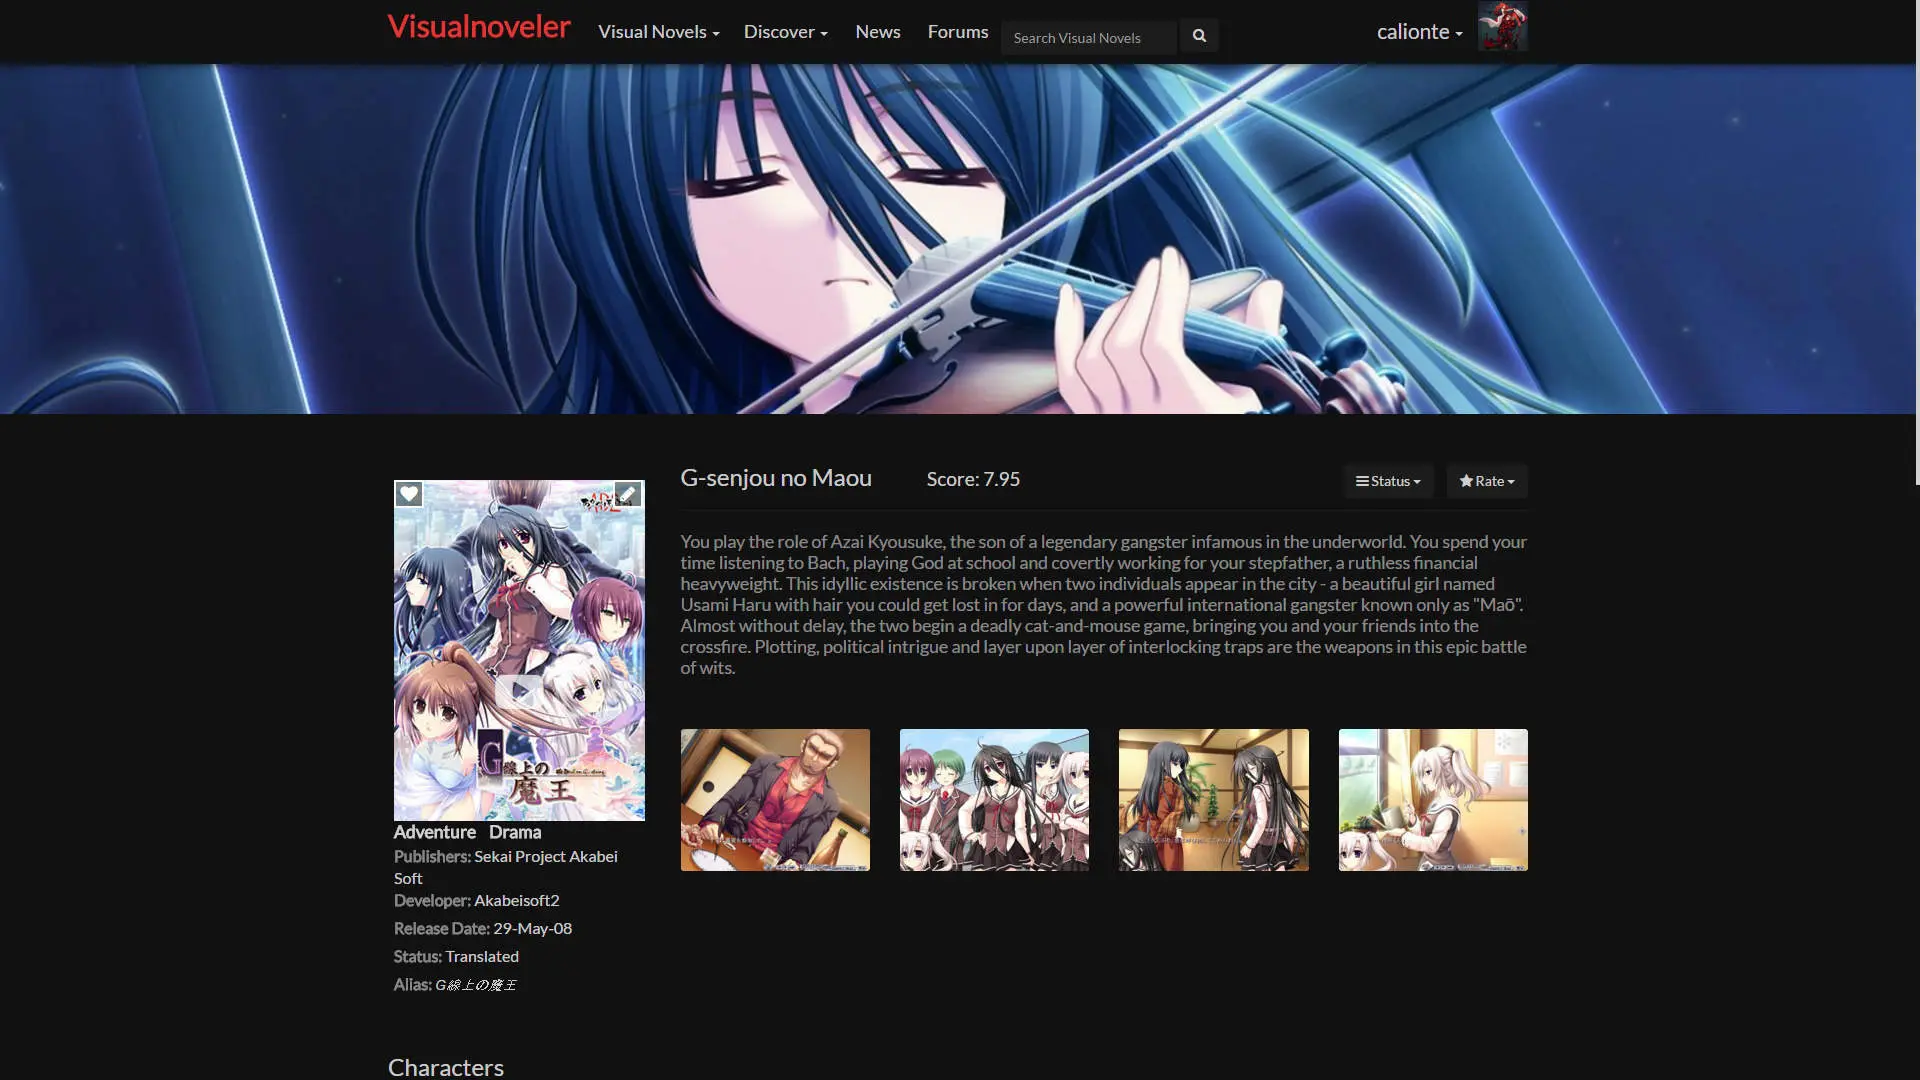 Visualnoveler
Visual Novels
Discover
News
Forums
Search Visual Novels
calionte
G-senjou no Maou
Score: 7.95
Status
Rate
You play the role of Azai Kyousuke, the son of a legendary gangster infamous in the underworld. You spend your
time listening to Bach, playing God at school and covertly working for your stepfather, a ruthless financial
heavyweight. This idyllic existence is broken when two individuals appear in the city - a beautiful girl named
Usami Haru with hair you could get lost in for days, and a powerful international gangster known only as "Maō".
Almost without delay, the two begin a deadly cat-and-mouse game, bringing you and your friends into the
crossfire. Plotting, political intrigue and layer upon layer of interlocking traps are the weapons in this epic battle
of wits.
G線上の
魔王
Adventure Drama
Publishers: Sekai Project Akabei
Soft
Developer: Akabeisoft2
Release Date: 29-May-08
Status: Translated
Alias: G線上の魔王
Characters